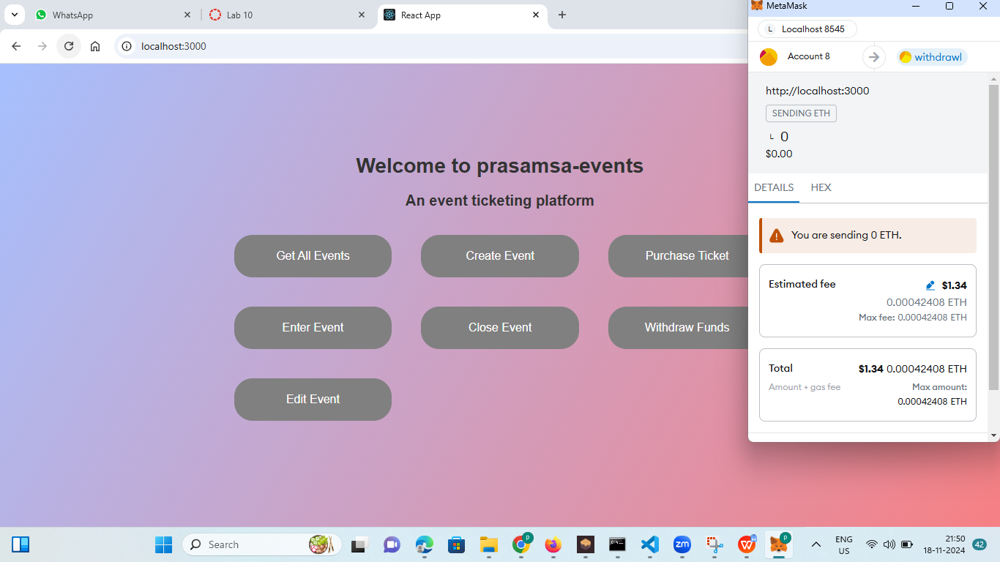 WhatsApp
Lab 10
React App
localhost:3000
Welcome to prasamsa-events
An event ticketing platform
Get All Events
Create Event
Purchase Ticket
Enter Event
Close Event
Withdraw Funds
Edit Event
MetaMask
L Localhost 8545
Account 8
withdrawl
http://localhost:3000
SENDING ETH
L 0
$0.00
DETAILS HEX
You are sending 0 ETH.
Estimated fee $1.34
0.00042408 ETH
Max fee: 0.00042408 ETH
Total $1.34 0.00042408 ETH
Amount + gas fee Max amount:
0.00042408 ETH
Search
P
zm
W
P
ENG
US
21:50
18-11-2024
42